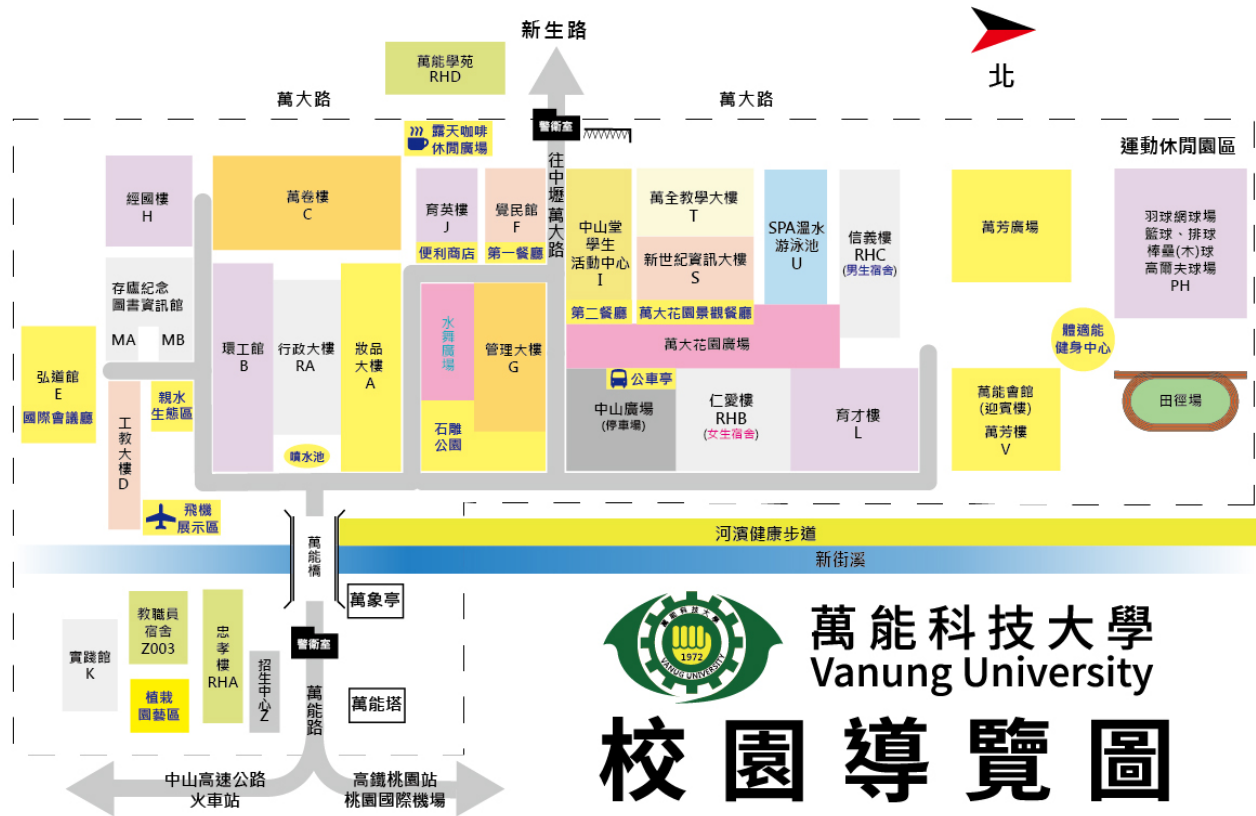 新生路
北
萬能學苑
RHD
萬大路
萬大路
警衛室
露天咖啡
休閒廣場
運動休閒園區
往中壢 萬大路
經國樓
H
萬卷樓
C
育英樓
J
便利商店
覺民館
F
第一餐廳
中山堂
學生
活動中心
I
第二餐廳
萬全教學大樓
T
新世紀資訊大樓
S
萬大花園景觀餐廳
SPA溫水
游泳池
U
信義樓
RHC
(男生宿舍)
萬芳廣場
羽球網球場
籃球、排球
棒壘(木)球
高爾夫球場
PH
存廬紀念
圖書資訊館
MA
MB
環工館
B
行政大樓
RA
妝品
大樓
A
水舞廣場
管理大樓
G
萬大花園廣場
體適能
健身中心
弘道館
E
國際會議廳
親水
生態區
工教大樓D
噴水池
石雕
公園
公車亭
中山廣場
(停車場)
仁愛樓
RHB
(女生宿舍)
育才樓
L
萬能會館
(迎賓樓)
萬芳樓
V
田徑場
飛機
展示區
河濱健康步道
新街溪
萬能橋
萬象亭
警衛室
萬能塔
萬能路
實踐館
K
教職員
宿舍
Z003
植栽
園藝區
忠孝樓
RHA
招生中心Z
中山高速公路
火車站
高鐵桃園站
桃園國際機場
萬能科技大學
VANUG UNIVERSITY
1972
萬能科技大學
Vanung University
校園導覽圖